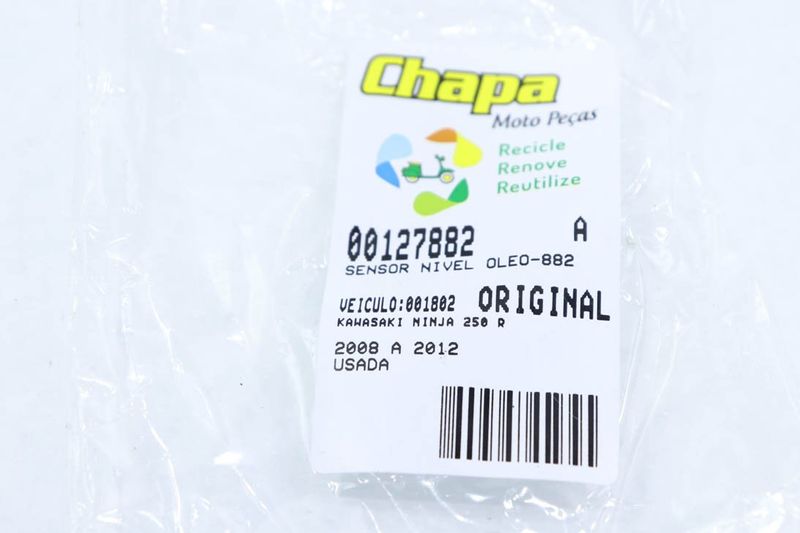 Chapa
Moto Peças
Recicle
Renove
Reutilize
00127882 A
SENSOR NIVEL OLEO-882
VEICULO:001802 ORIGINAL
KAWASAKI NINJA 250 R
2008 A 2012
USADA